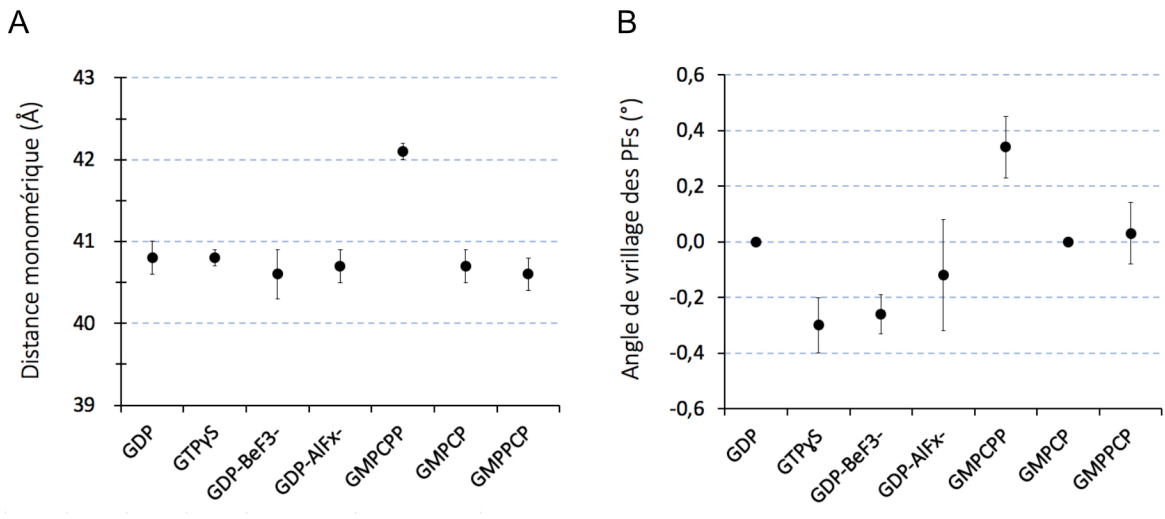 A
Distance monomérique (Å)
43
42
41
40
39
GDP
GTPγS
GDP-BeF3-
GDP-AlFx-
GMPCPP
GMPCP
GMPPCP
B
Angle de vrillage des PFs (°)
0,6
0,4
0,2
0,0
-0,2
-0,4
-0,6
GDP
GTPɣS
GDP-BeF3-
GDP-AlFx-
GMPCPP
GMPCP
GMPPCP